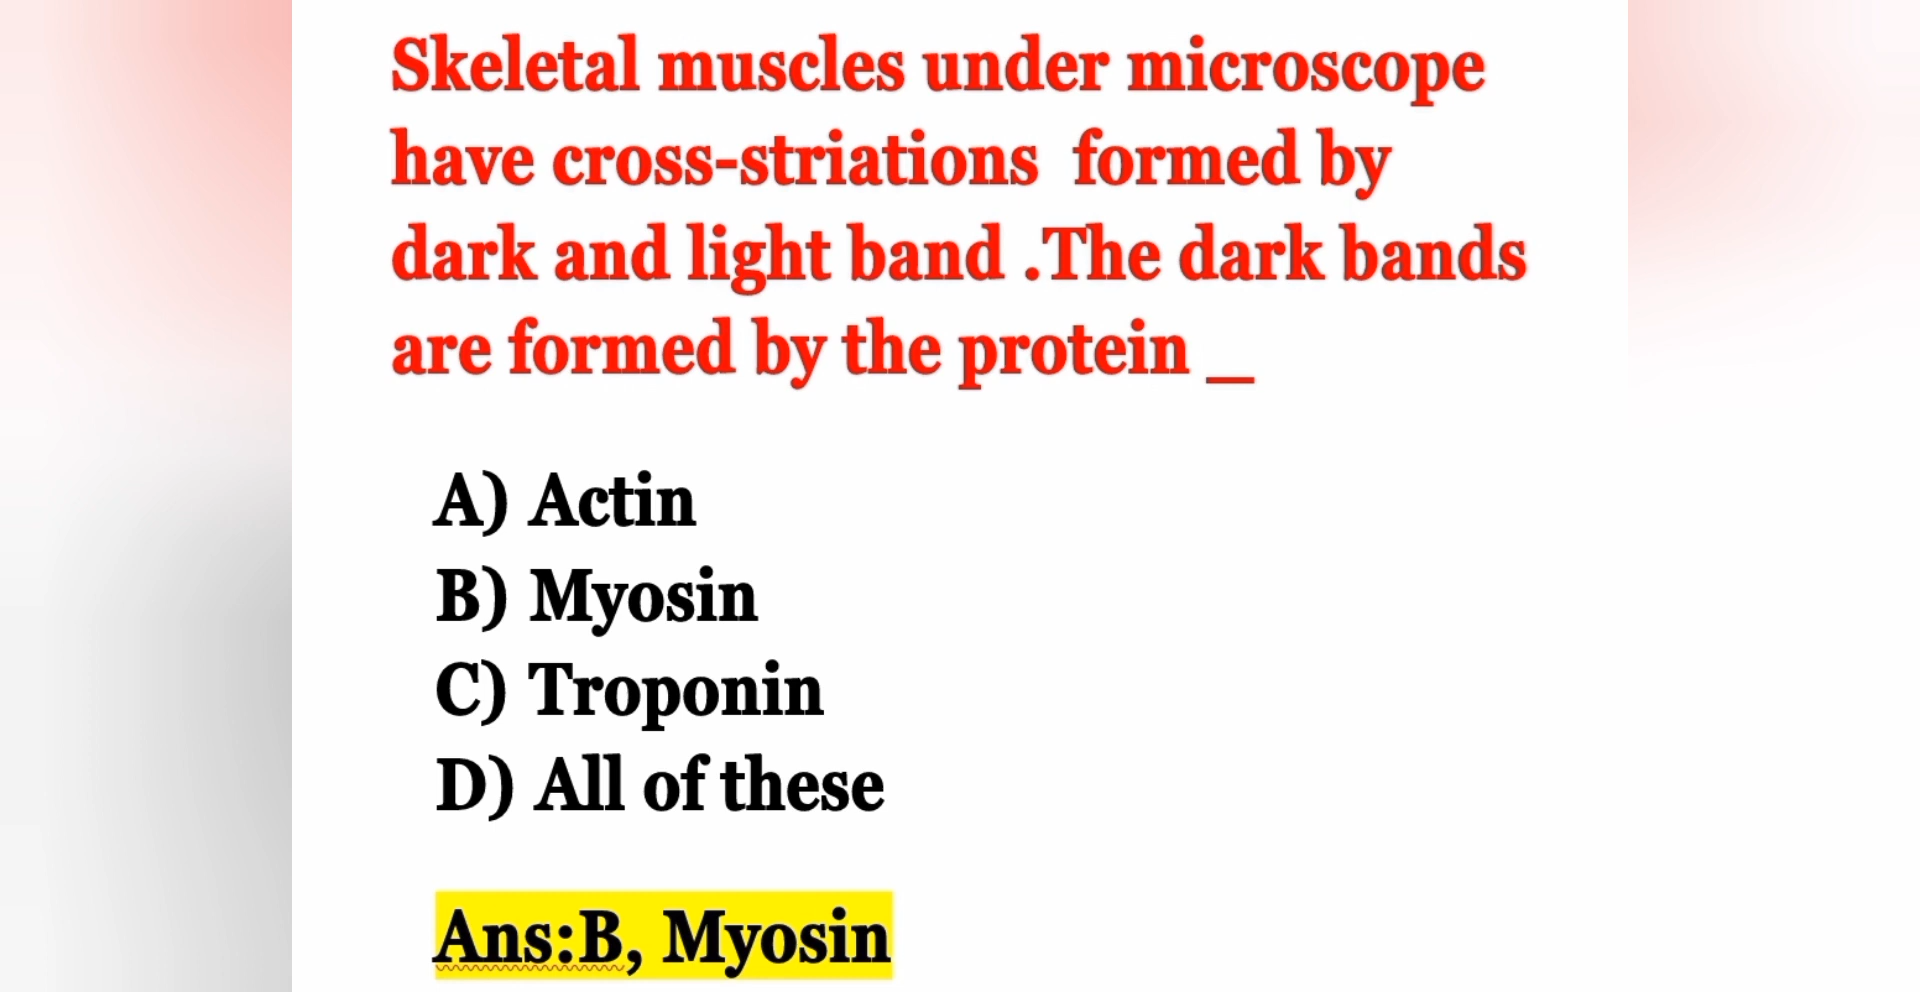 Skeletal muscles under microscope
have cross-striations formed by
dark and light band .The dark bands
are formed by the protein _
A) Actin
B) Myosin
C) Troponin
D) All of these
Ans:B, Myosin